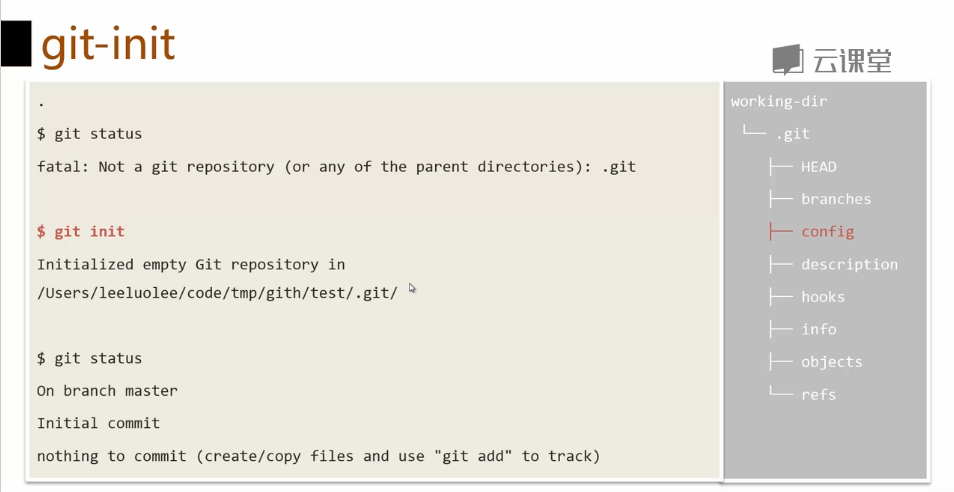 git-init
云课堂
.
$ git status
fatal: Not a git repository (or any of the parent directories): .git
$ git init
Initialized empty Git repository in
/Users/leeluolee/code/tmp/gith/test/.git/
$ git status
On branch master
Initial commit
nothing to commit (create/copy files and use "git add" to track)
working-dir
└── .git
├── HEAD
├── branches
├── config
├── description
├── hooks
├── info
├── objects
└── refs